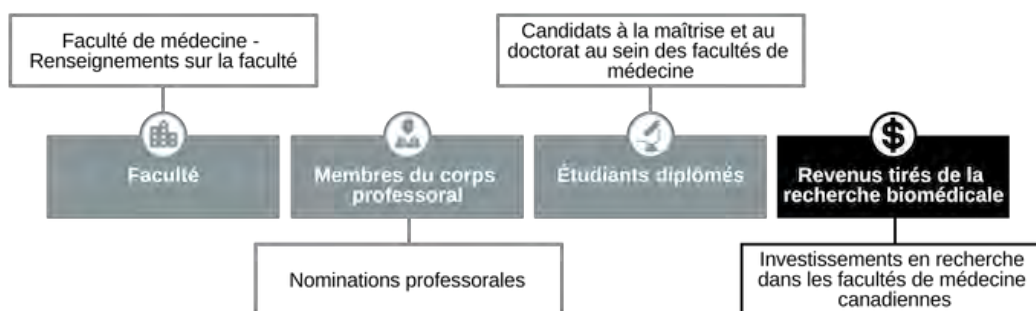 Faculté de médecine -
Renseignements sur la faculté
Candidats à la maîtrise et au
doctorat au sein des facultés de
médecine
Faculté
Membres du corps
professoral
Étudiants diplômés
$
Revenus tirés de la
recherche biomédicale
Nominations professorales
Investissements en recherche
dans les facultés de médecine
canadiennes